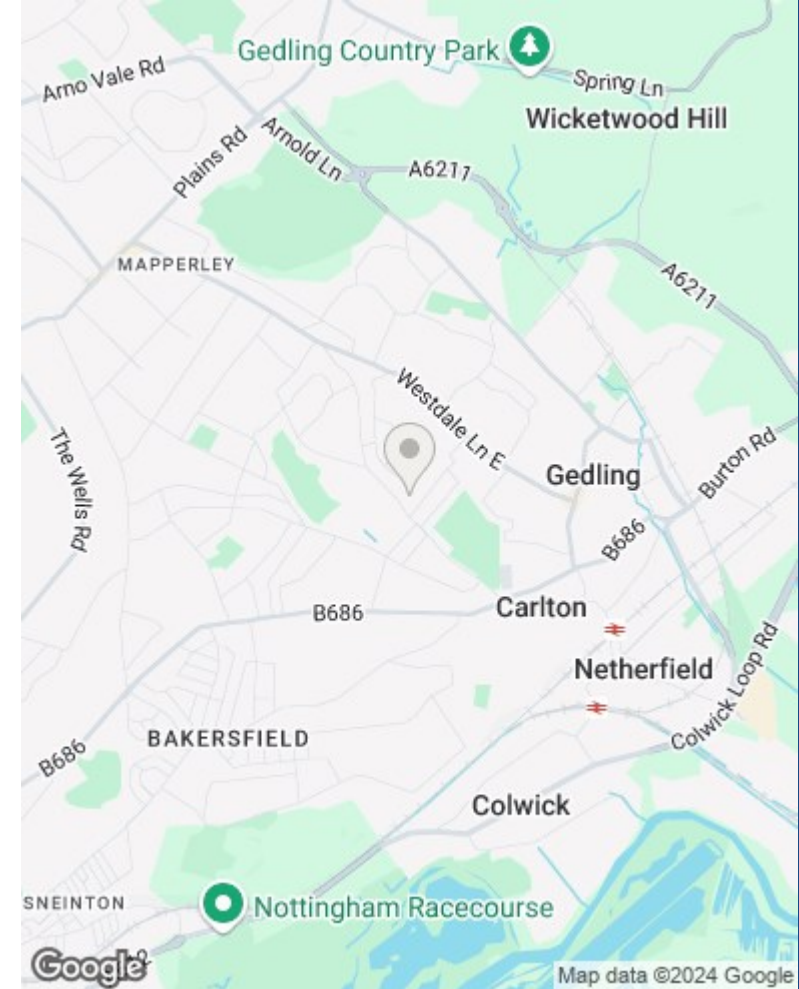 Gedling Country Park
Arno Vale Rd
Spring Ln
Wicketwood Hill
Plains Rd
Arnold Ln
A6211
MAPPERLEY
A6211
Westdale Ln E
The Wells Rd
Gedling
Burton Rd
B686
B686
Carlton
Netherfield
Colwick Loop Rd
BAKERSFIELD
B686
Colwick
SNEINTON
Nottingham Racecourse
Google
Map data ©2024 Google